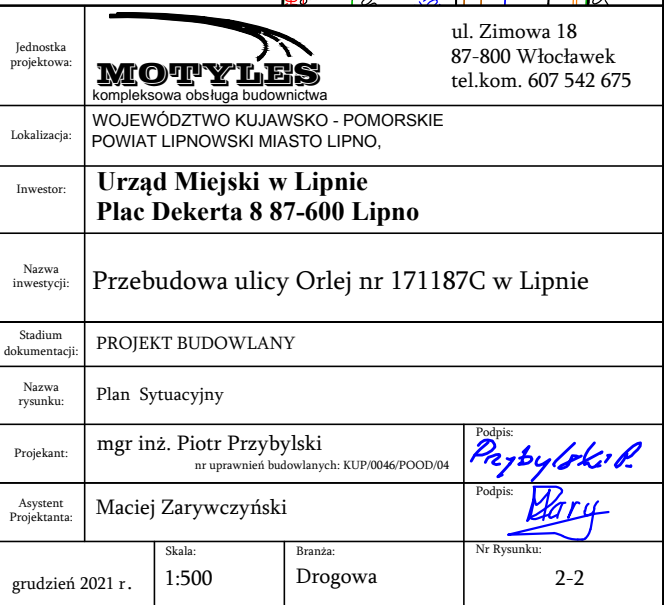 Jednostka
projektowa:
MOTYLES
kompleksowa obsługa budownictwa
ul. Zimowa 18
87-800 Włocławek
tel.kom. 607 542 675
Lokalizacja:
WOJEWÓDZTWO KUJAWSKO - POMORSKIE
POWIAT LIPNOWSKI MIASTO LIPNO,
Inwestor:
Urząd Miejski w Lipnie
Plac Dekerta 8 87-600 Lipno
Nazwa
inwestycji:
Przebudowa ulicy Orlej nr 171187C w Lipnie
Stadium
dokumentacji:
PROJEKT BUDOWLANY
Nazwa
rysunku:
Plan Sytuacyjny
Projekant:
mgr inż. Piotr Przybylski
nr uprawnień budowlanych: KUP/0046/POOD/04
Podpis:
Przybylski P.
Asystent
Projektanta:
Maciej Zarywczyński
Podpis:
Zary
grudzień 2021 r.
Skala:
1:500
Branża:
Drogowa
Nr Rysunku:
2-2